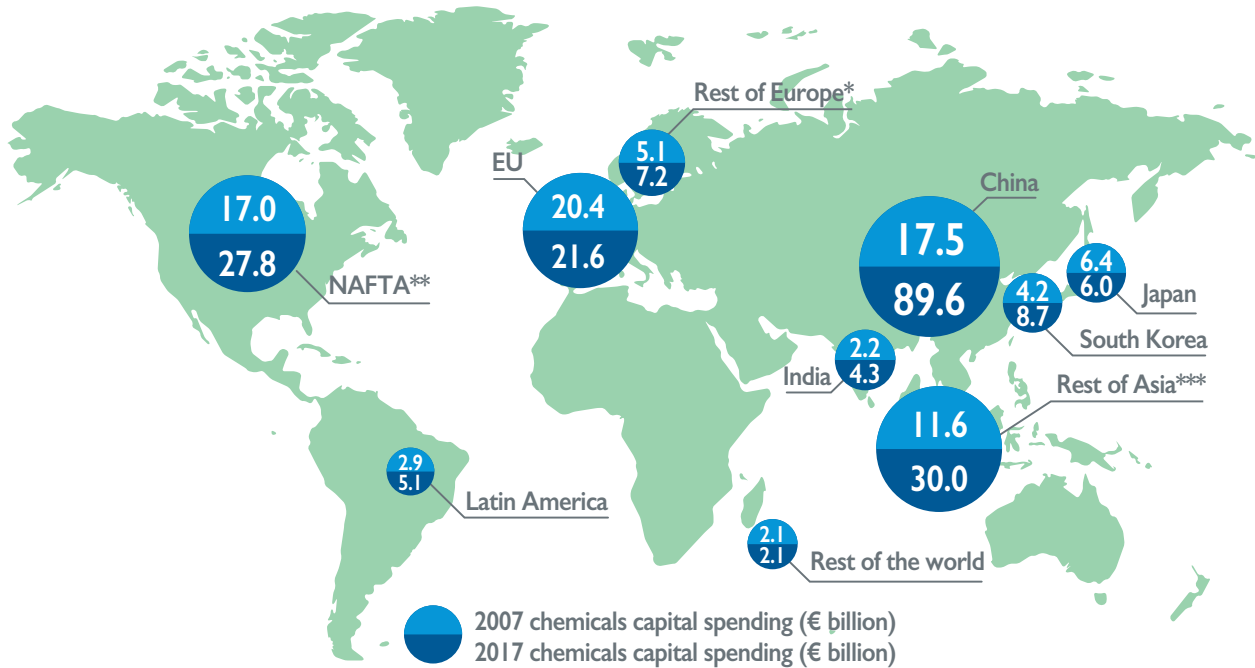 Rest of Europe*
5.1
7.2
EU
20.4
21.6
China
17.5
89.6
17.0
27.8
NAFTA**
6.4
6.0
Japan
4.2
8.7
South Korea
2.2
4.3
India
Rest of Asia***
11.6
30.0
2.9
5.1
Latin America
2.1
2.1
Rest of the world
2007 chemicals capital spending (€ billion)
2017 chemicals capital spending (€ billion)